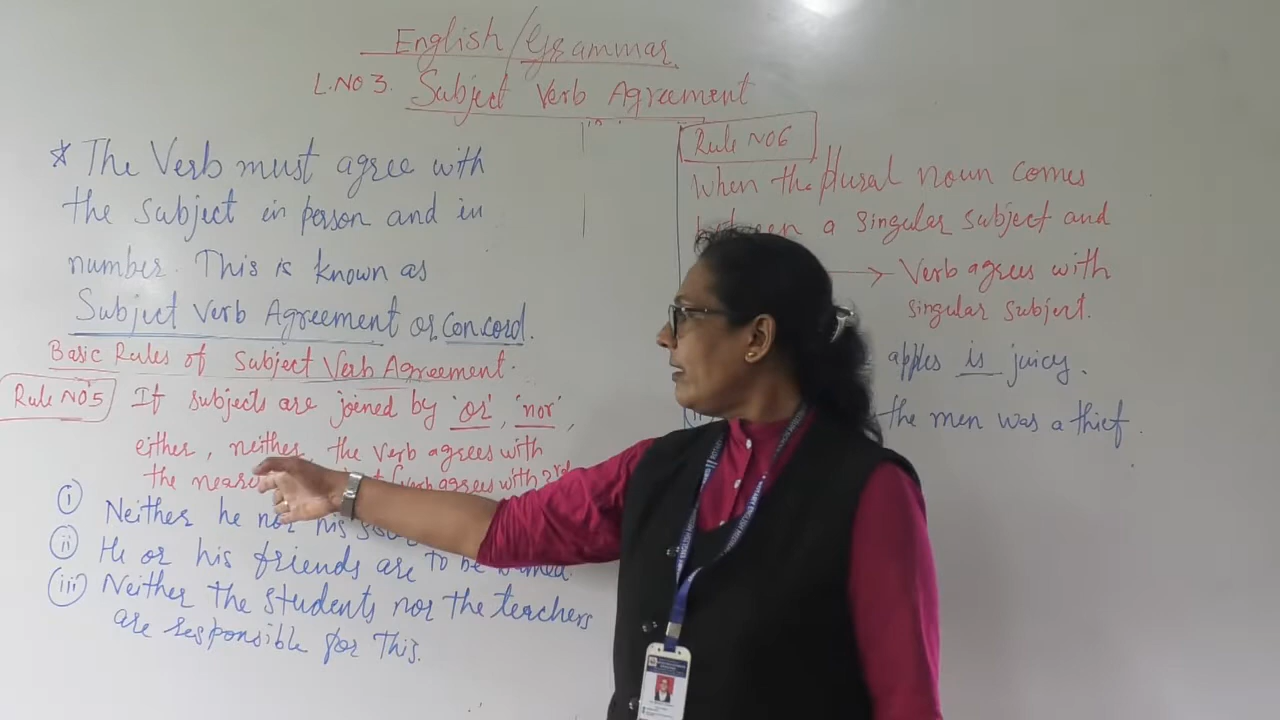 English/Grammar
L.NO 3. Subject Verb Agreement
* The Verb must agree with
the subject in person and in
number. This is known as
Subject Verb Agreement or Concord.
Basic Rules of Subject Verb Agreement.
Rule NO 5 If subjects are joined by 'or', 'nor',
either, neither, the verb agrees with
the (verb agrees with
(i) Neither he nor his
(ii) He or his friends are to be
(iii) Neither the students nor the teachers
are responsible for this.
Rule NO 6
When the plural noun comes
between a singular subject and
→ Verb agrees with
singular subject.
apples is juicy.
the men was a thief.